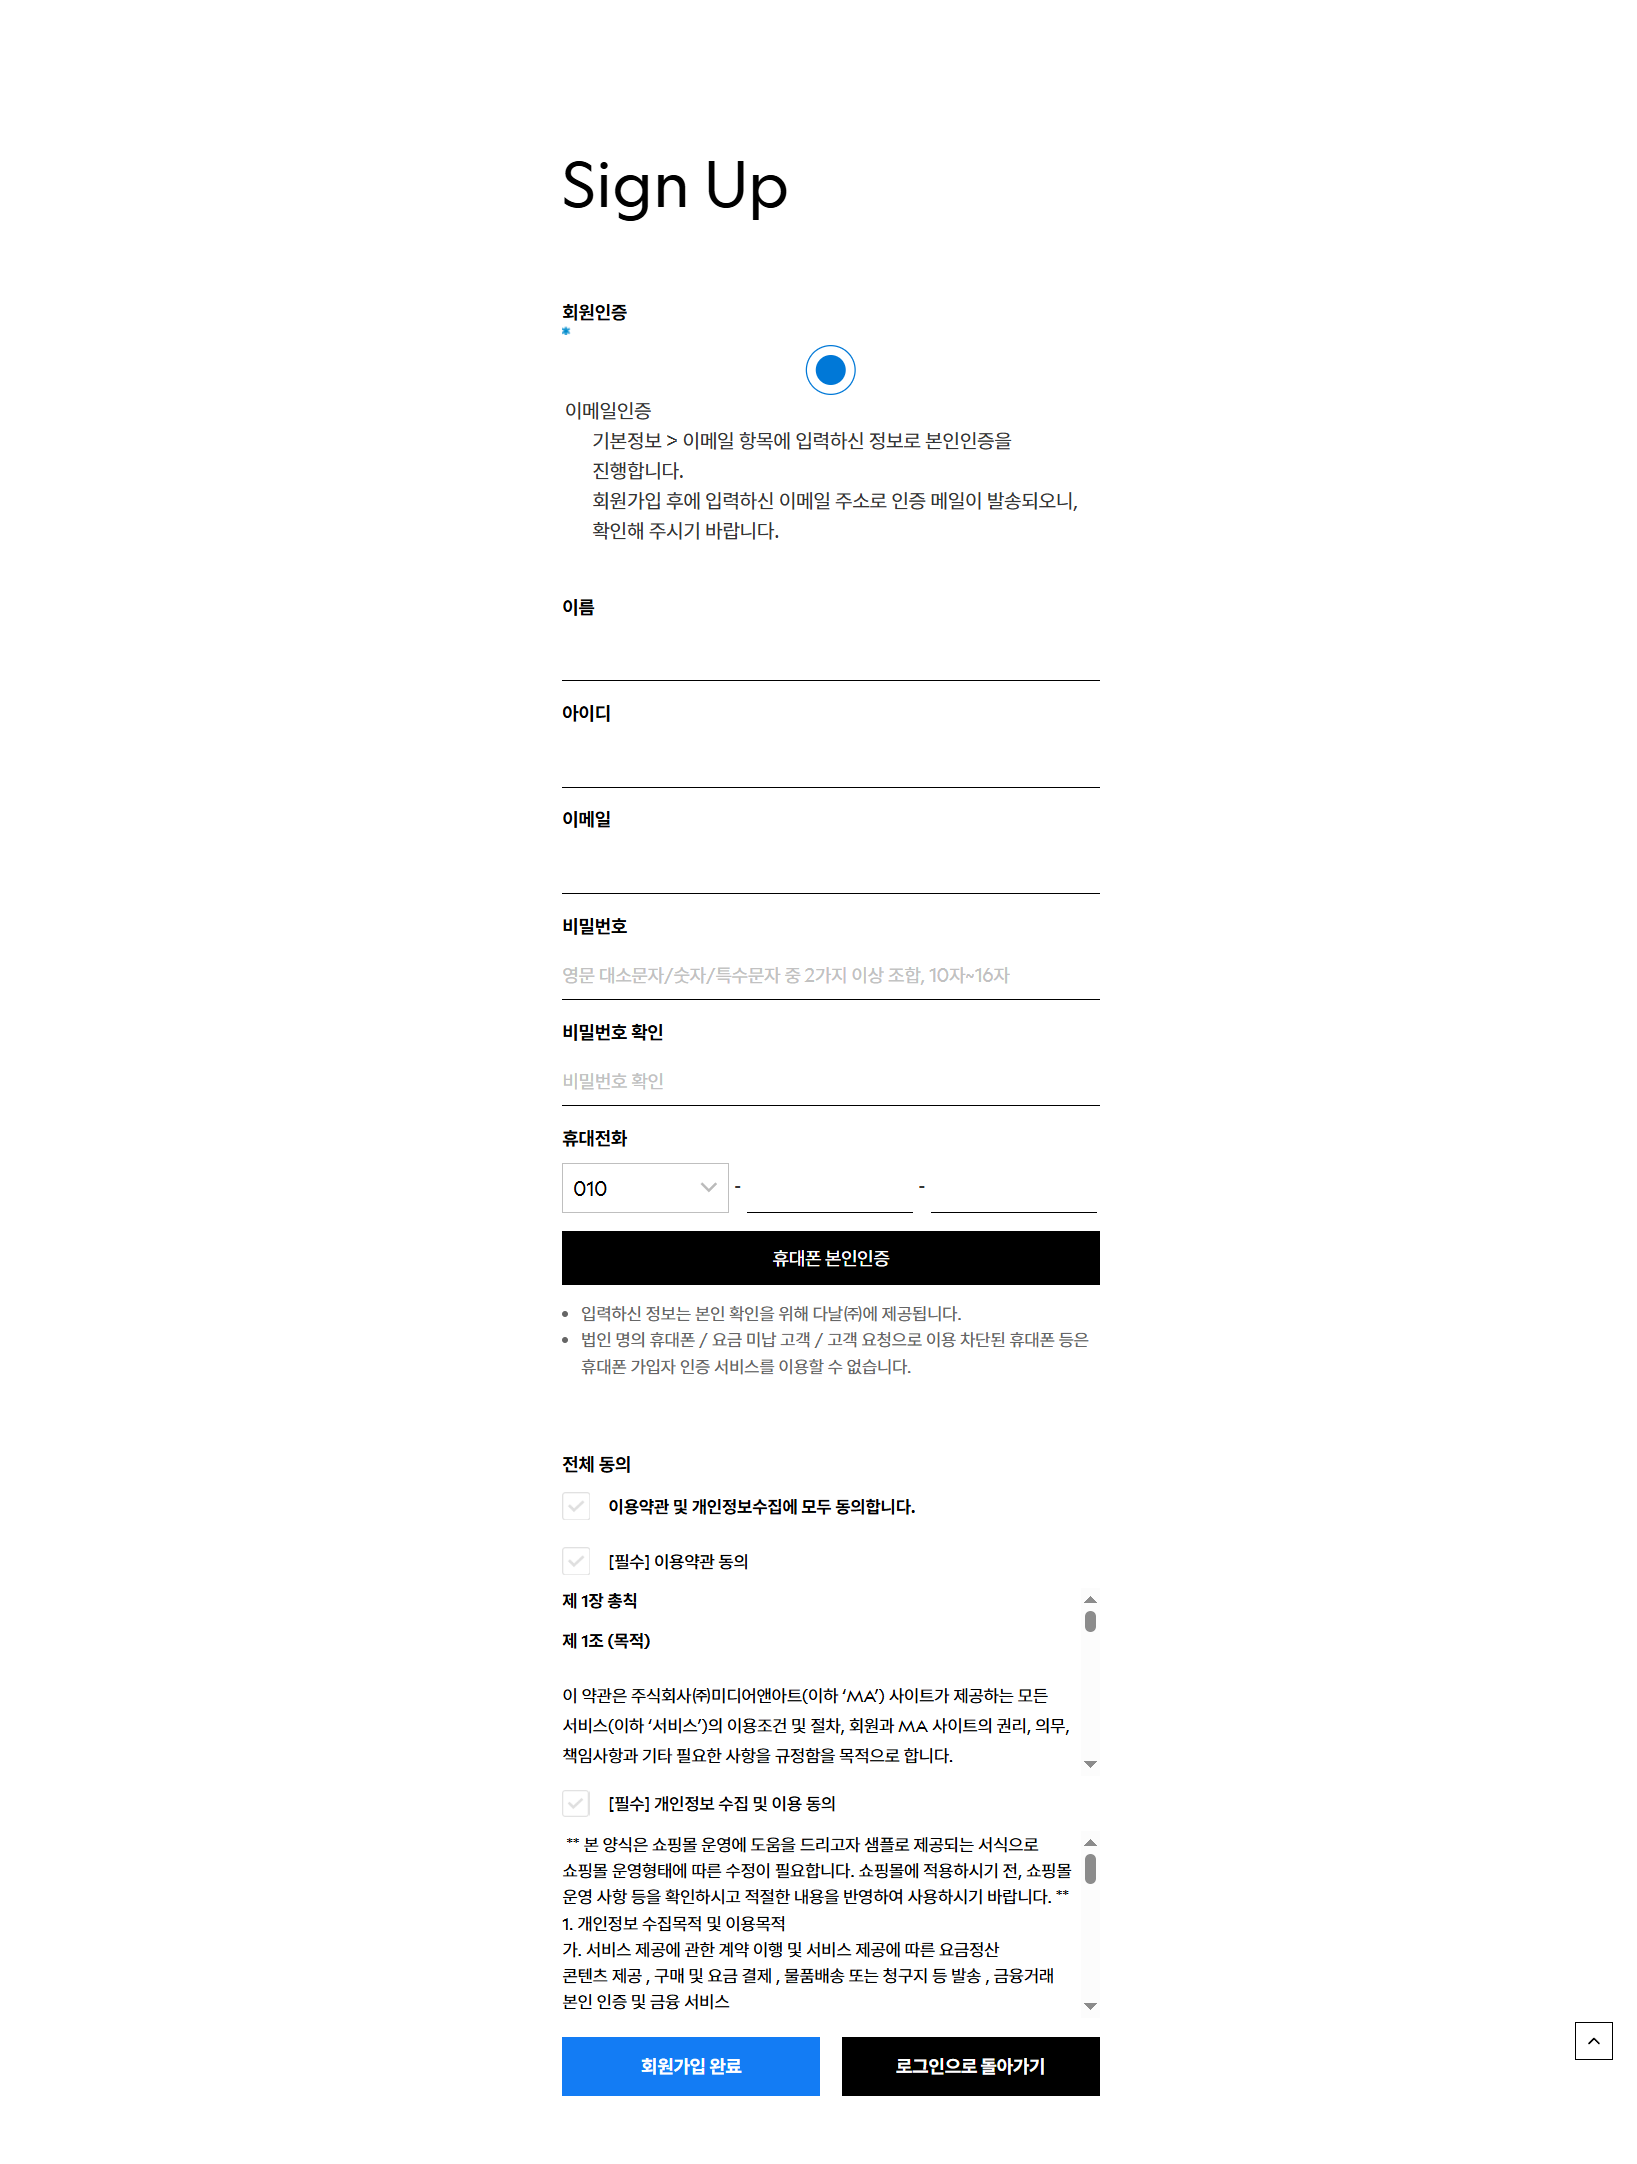 Sign Up
회원인증
*
이메일인증
기본정보 > 이메일 항목에 입력하신 정보로 본인인증을
진행합니다.
회원가입 후에 입력하신 이메일 주소로 인증 메일이 발송되오니,
확인해 주시기 바랍니다.
이름
아이디
이메일
비밀번호
영문 대소문자/숫자/특수문자 중 2가지 이상 조합, 10자~16자
비밀번호 확인
비밀번호 확인
휴대전화
010 - -
휴대폰 본인인증
• 입력하신 정보는 본인 확인을 위해 다날㈜에 제공됩니다.
• 법인 명의 휴대폰 / 요금 미납 고객 / 고객 요청으로 이용 차단된 휴대폰 등은
휴대폰 가입자 인증 서비스를 이용할 수 없습니다.
전체 동의
이용약관 및 개인정보수집에 모두 동의합니다.
[필수] 이용약관 동의
제 1장 총칙
제 1조 (목적)
이 약관은 주식회사㈜미디어앤아트(이하 ‘MA’) 사이트가 제공하는 모든
서비스(이하 ‘서비스’)의 이용조건 및 절차, 회원과 MA 사이트의 권리, 의무,
책임사항과 기타 필요한 사항을 규정함을 목적으로 합니다.
[필수] 개인정보 수집 및 이용 동의
** 본 양식은 쇼핑몰 운영에 도움을 드리고자 샘플로 제공되는 서식으로
쇼핑몰 운영형태에 따른 수정이 필요합니다. 쇼핑몰에 적용하시기 전, 쇼핑몰
운영 사항 등을 확인하시고 적절한 내용을 반영하여 사용하시기 바랍니다. **
1. 개인정보 수집목적 및 이용목적
가. 서비스 제공에 관한 계약 이행 및 서비스 제공에 따른 요금정산
콘텐츠 제공 , 구매 및 요금 결제 , 물품배송 또는 청구지 등 발송 , 금융거래
본인 인증 및 금융 서비스
회원가입 완료
로그인으로 돌아가기